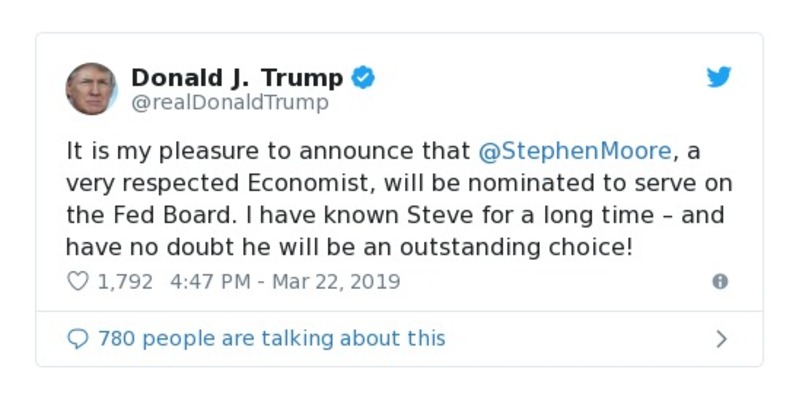 Donald J. Trump
@realDonaldTrump
It is my pleasure to announce that @StephenMoore, a
very respected Economist, will be nominated to serve on
the Fed Board. I have known Steve for a long time – and
have no doubt he will be an outstanding choice!
1,792 4:47 PM - Mar 22, 2019
780 people are talking about this